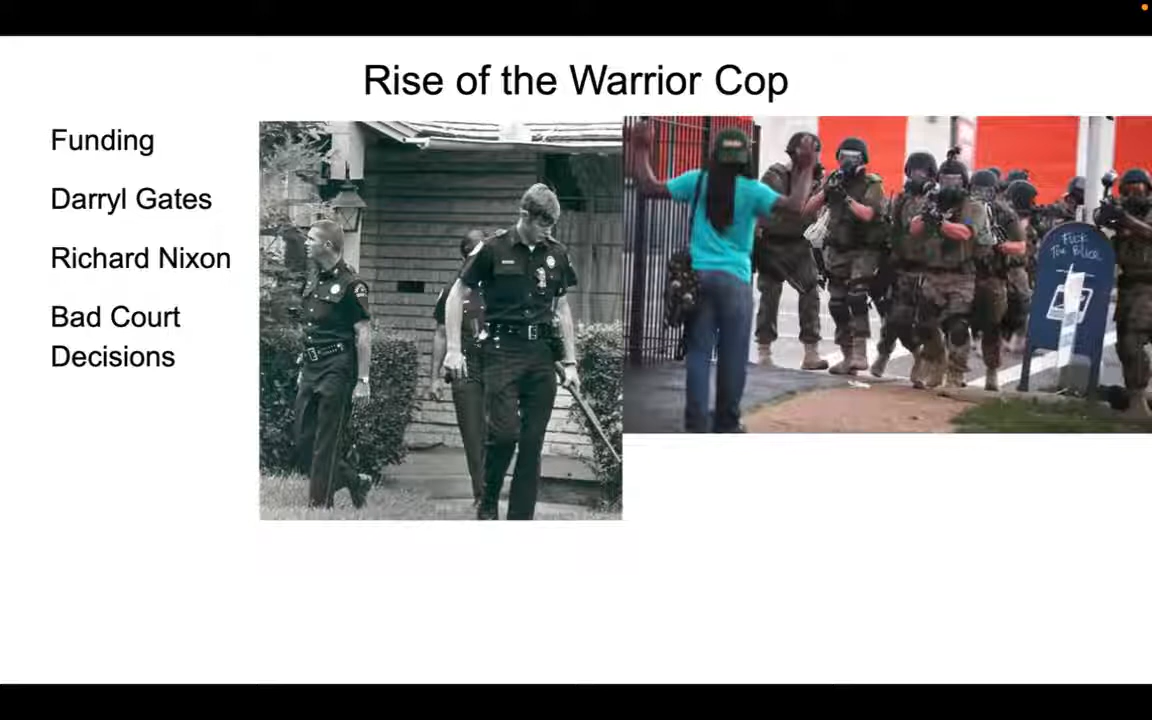 Rise of the Warrior Cop
Funding
Darryl Gates
Richard Nixon
Bad Court
Decisions
FUCK
THE POLICE